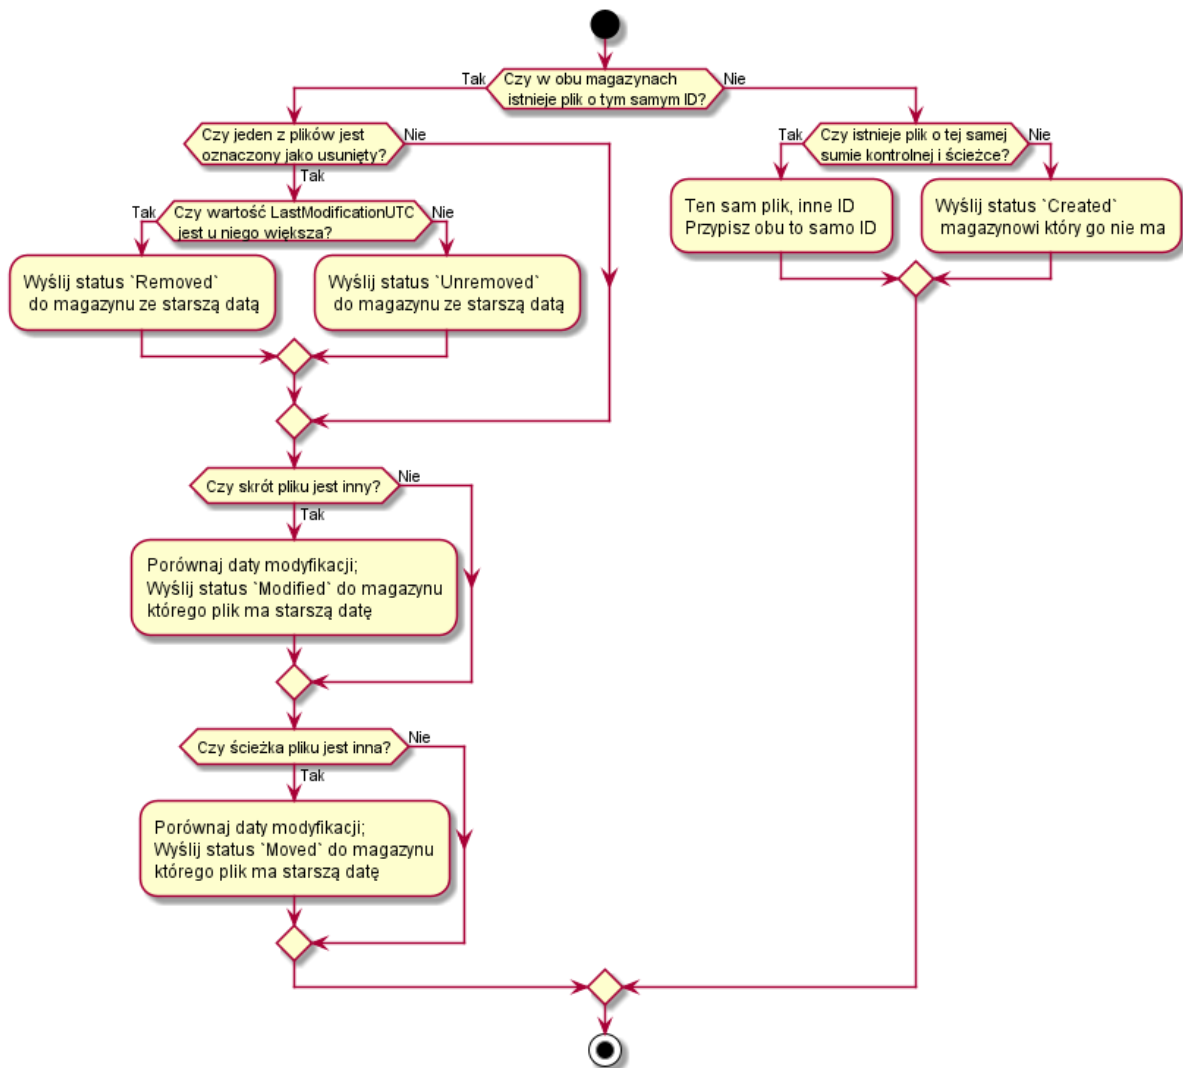 Tak
Czy w obu magazynach
istnieje plik o tym samym ID?
Nie
Czy jeden z plików jest
oznaczony jako usunięty?
Nie
Tak
Tak
Czy istnieje plik o tej samej
sumie kontrolnej i ścieżce?
Nie
Tak
Czy wartość LastModificationUTC
jest u niego większa?
Nie
Ten sam plik, inne ID
Przypisz obu to samo ID
Wyślij status `Created`
magazynowi który go nie ma
Wyślij status `Removed`
do magazynu ze starszą datą
Wyślij status `Unremoved`
do magazynu ze starszą datą
Czy skrót pliku jest inny?
Nie
Tak
Porównaj daty modyfikacji;
Wyślij status `Modified` do magazynu
którego plik ma starszą datę
Czy ścieżka pliku jest inna?
Nie
Tak
Porównaj daty modyfikacji;
Wyślij status `Moved` do magazynu
którego plik ma starszą datę